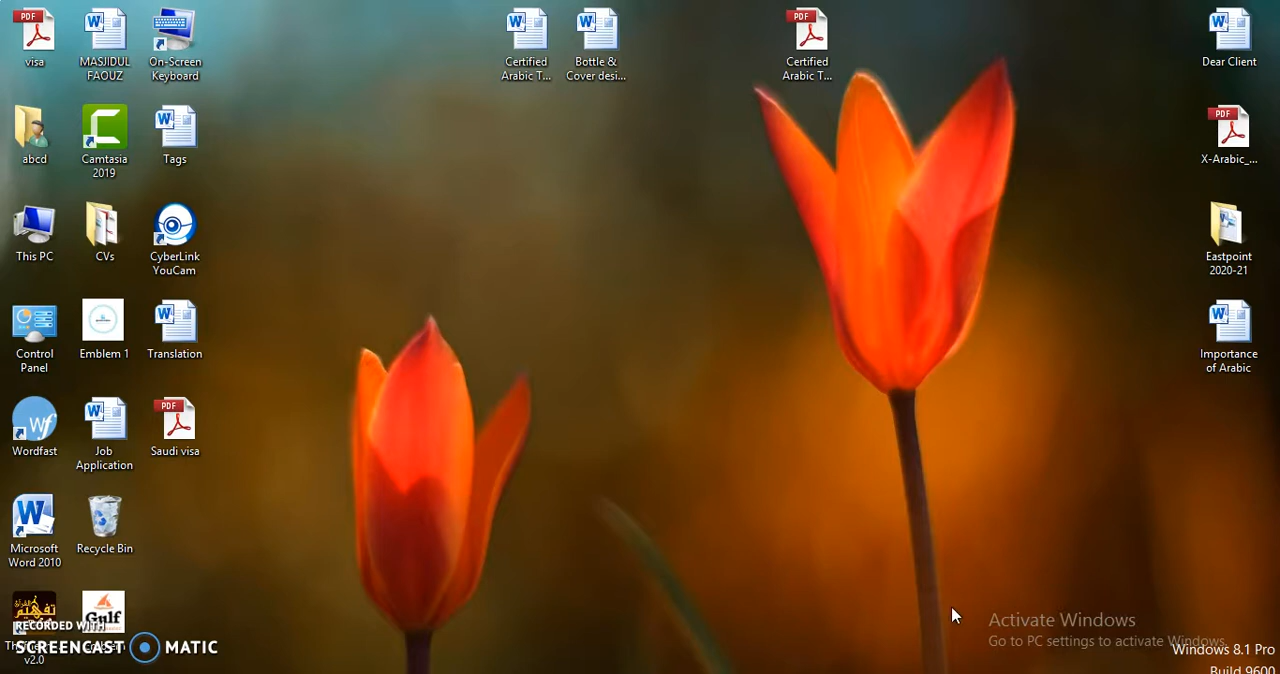 visa
MASJIDUL
FAOUZ
On-Screen
Keyboard
Certified
Arabic T...
Bottle &
Cover desi...
Certified
Arabic T...
Dear Client
abcd
Camtasia
2019
Tags
X-Arabic_...
This PC
CVs
CyberLink
YouCam
Eastpoint
2020-21
Control
Panel
Emblem 1
Translation
Importance
of Arabic
Wordfast
Job
Application
Saudi visa
Microsoft
Word 2010
Recycle Bin
تفهيم
Gulf
RECORDED WITH
SCREENCAST MATIC
v2.0
Activate Windows
Go to PC settings to activate Windows.
Windows 8.1 Pro
Build 9600